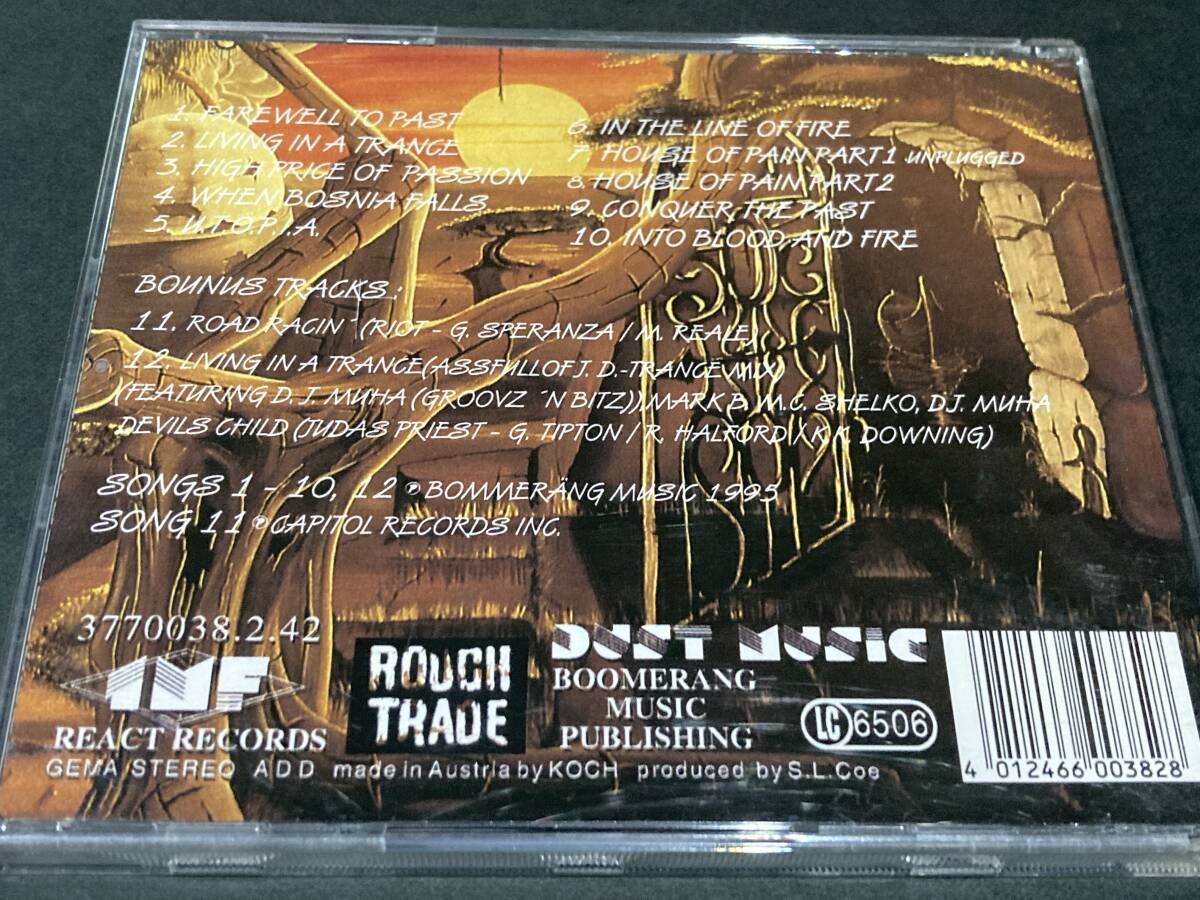 1. FAREWELL TO PAST
2. LIVING IN A TRANCE
3. HIGH PRICE OF PASSION
4. WHEN BOSNIA FALLS
5. U.T.O.P.I.A.
6. IN THE LINE OF FIRE
7. HOUSE OF PAIN PART1 UNPLUGGED
8. HOUSE OF PAIN PART2
9. CONQUER THE PAST
10. INTO BLOOD AND FIRE
BOUNUS TRACKS:
11. ROAD RACIN´(RIOT - G. SPERANZA / M. REALE)
12. LIVING IN A TRANCE(ASSFULLOF J. D.-TRANCE MIX)
(FEATURING D. J. MUHA (GROOVZ ´N BITZ)),MARK B, M.C. SHELKO, DJ. MUHA
DEVILS CHILD (JUDAS PRIEST - G. TIPTON / R. HALFORD / K.K. DOWNING)
SONGS 1 - 10, 12 ℗ BOMMERÄNG MUSIC 1995
SONG 11 ℗ CAPITOL RECORDS INC.
3770038.2.42
IMF
REACT RECORDS
ROUGH
TRADE
DUST MUSIC
BOOMERANG
MUSIC
PUBLISHING
LC 6506
GEMA/STEREO ADD made in Austria by KOCH produced by S.L.Coe
4 012466 003828